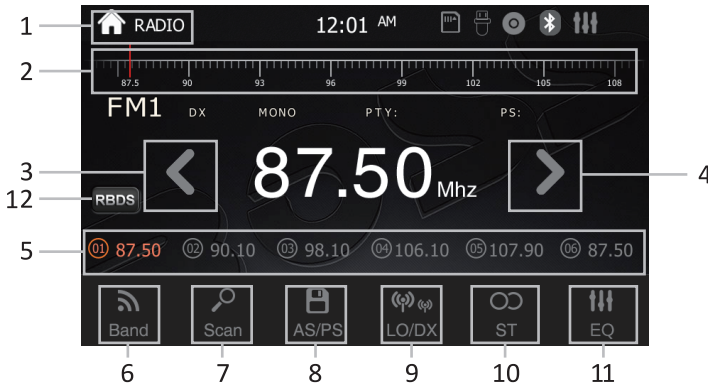 1 RADIO 12:01 AM
2 87.5 90 93 96 99 102 105 108
FM1 DX MONO PTY: PS:
3 87.50 Mhz 4
12 RBDS
5 01 87.50 02 90.10 03 98.10 04 106.10 05 107.90 06 87.50
Band Scan AS/PS LO/DX ST EQ
6 7 8 9 10 11